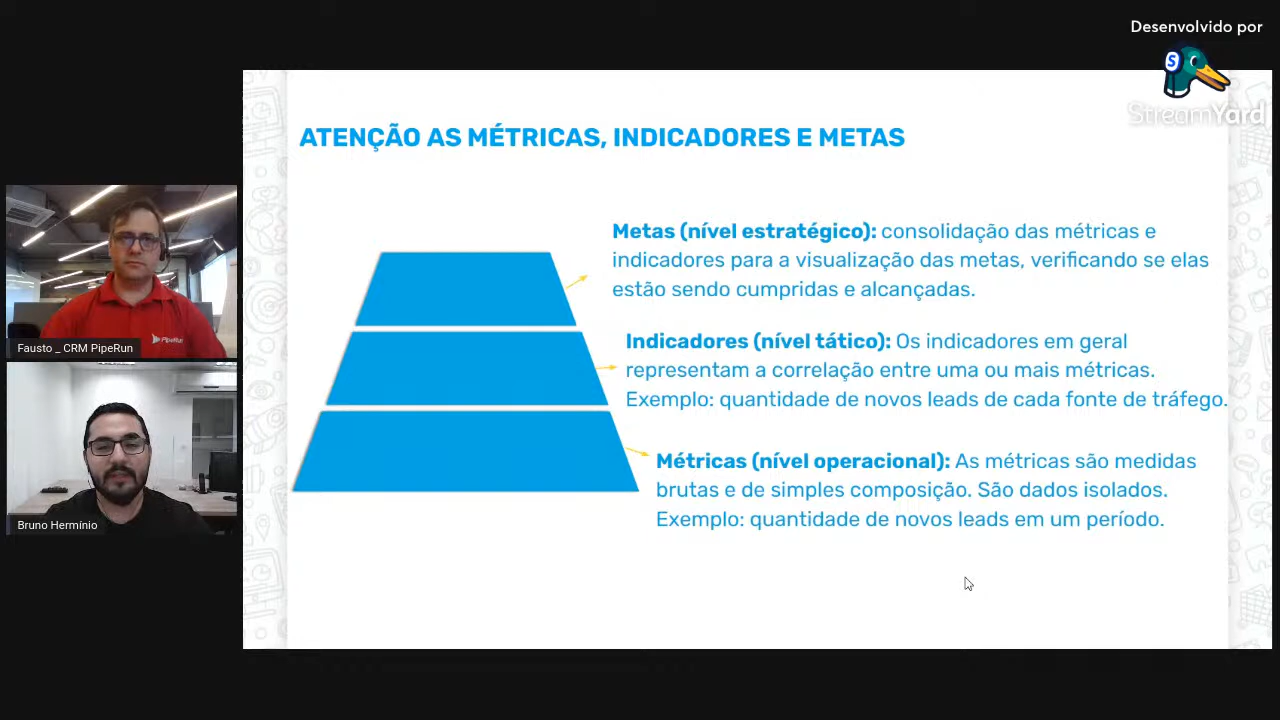 Desenvolvido por
S
StreamYard
ATENÇÃO AS MÉTRICAS, INDICADORES E METAS
Metas (nível estratégico): consolidação das métricas e
indicadores para a visualização das metas, verificando se elas
estão sendo cumpridas e alcançadas.
Indicadores (nível tático): Os indicadores em geral
representam a correlação entre uma ou mais métricas.
Exemplo: quantidade de novos leads de cada fonte de tráfego.
Métricas (nível operacional): As métricas são medidas
brutas e de simples composição. São dados isolados.
Exemplo: quantidade de novos leads em um período.
PipeRun
Fausto _ CRM PipeRun
Bruno Hermínio